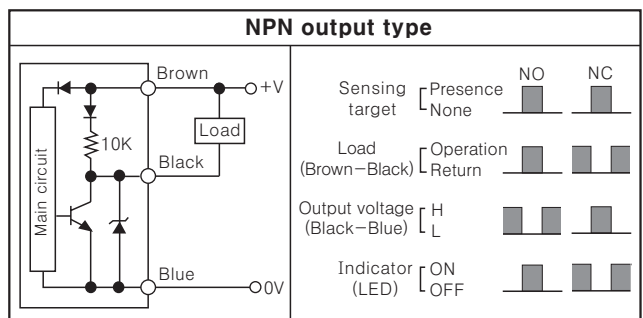 NPN output type
Brown
+V
Load
10K
Black
Main circuit
Blue
0V
NO NC
Sensing target Presence None
Load (Brown−Black) Operation Return
Output voltage (Black−Blue) H L
Indicator (LED) ON OFF